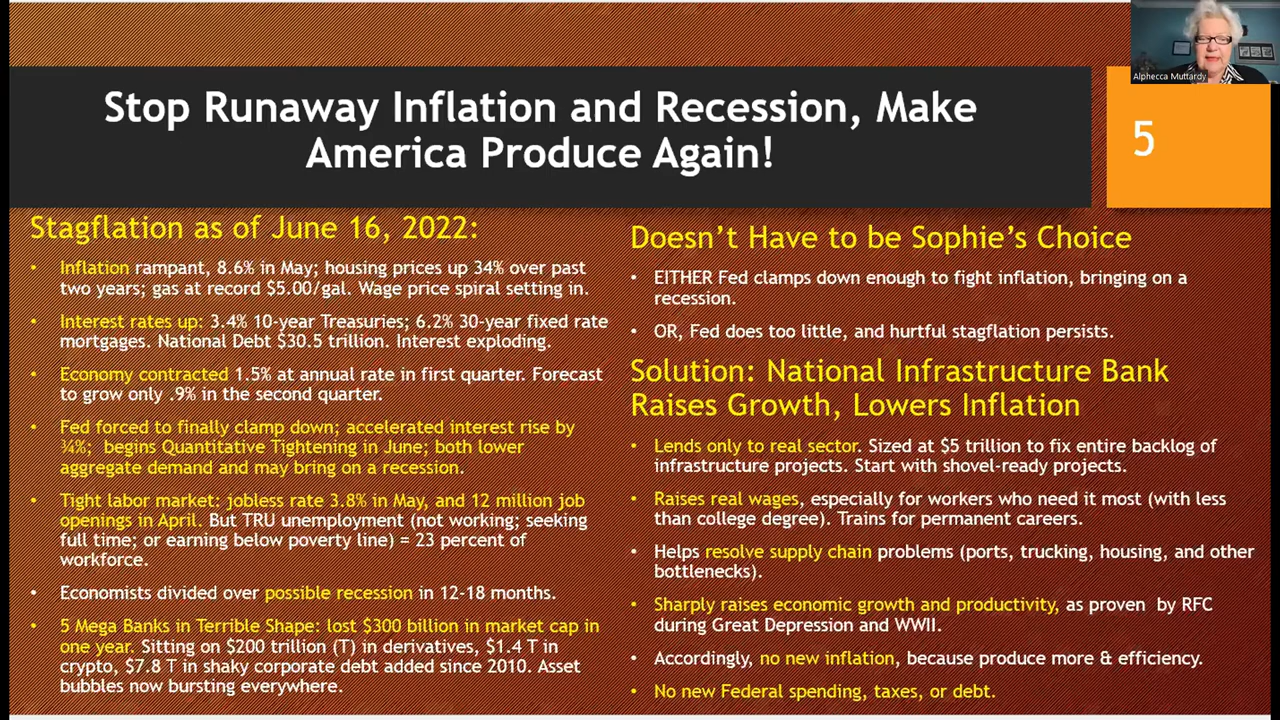 Alphecca Muttardy
Stop Runaway Inflation and Recession, Make
America Produce Again!
5
Stagflation as of June 16, 2022:
• Inflation rampant, 8.6% in May; housing prices up 34% over past
two years; gas at record $5.00/gal. Wage price spiral setting in.
• Interest rates up: 3.4% 10-year Treasuries; 6.2% 30-year fixed rate
mortgages. National Debt $30.5 trillion. Interest exploding.
• Economy contracted 1.5% at annual rate in first quarter. Forecast
to grow only .9% in the second quarter.
• Fed forced to finally clamp down; accelerated interest rise by
¾%; begins Quantitative Tightening in June; both lower
aggregate demand and may bring on a recession.
• Tight labor market: jobless rate 3.8% in May, and 12 million job
openings in April. But TRU unemployment (not working; seeking
full time; or earning below poverty line) = 23 percent of
workforce.
• Economists divided over possible recession in 12-18 months.
• 5 Mega Banks in Terrible Shape: lost $300 billion in market cap in
one year. Sitting on $200 trillion (T) in derivatives, $1.4 T in
crypto, $7.8 T in shaky corporate debt added since 2010. Asset
bubbles now bursting everywhere.
Doesn't Have to be Sophie's Choice
• EITHER Fed clamps down enough to fight inflation, bringing on a
recession.
• OR, Fed does too little, and hurtful stagflation persists.
Solution: National Infrastructure Bank
Raises Growth, Lowers Inflation
• Lends only to real sector. Sized at $5 trillion to fix entire backlog of
infrastructure projects. Start with shovel-ready projects.
• Raises real wages, especially for workers who need it most (with less
than college degree). Trains for permanent careers.
• Helps resolve supply chain problems (ports, trucking, housing, and other
bottlenecks).
• Sharply raises economic growth and productivity, as proven by RFC
during Great Depression and WWII.
• Accordingly, no new inflation, because produce more & efficiency.
• No new Federal spending, taxes, or debt.